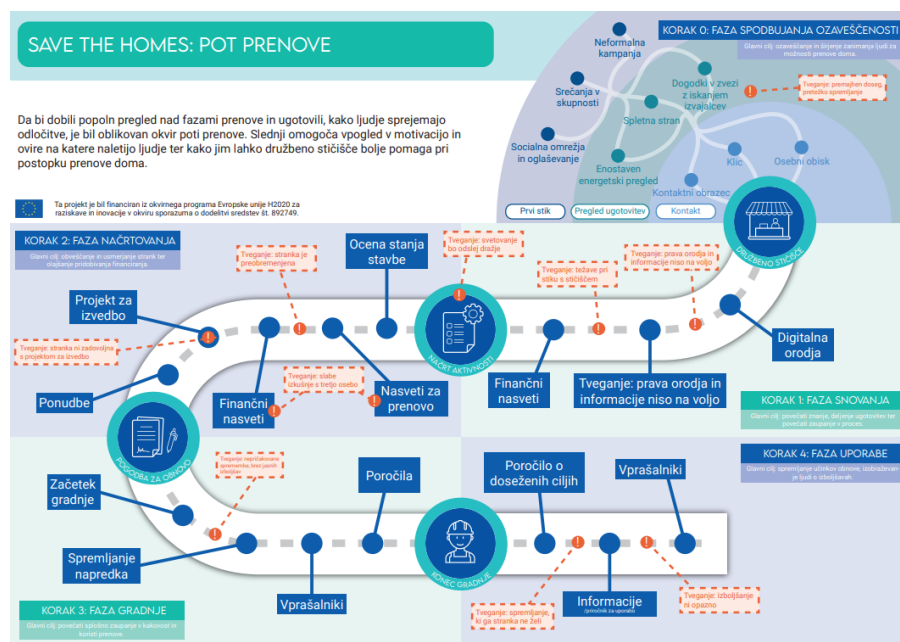 SAVE THE HOMES: POT PRENOVE
Da bi dobili popoln pregled nad fazami prenove in ugotovili, kako ljudje sprejemajo
odločitve, je bil oblikovan okvir poti prenove. Slednji omogoča vpogled v motivacijo in
ovire na katere naletijo ljudje ter kako jim lahko družbeno stičišče bolje pomaga pri
postopku prenove doma.
Ta projekt je bil financiran iz okvirnega programa Evropske unije H2020 za
raziskave in inovacije v okviru sporazuma o dodelitvi sredstev št. 892749.
KORAK 0: FAZA SPODBUJANJA OZAVEŠČENOSTI
Glavni cilj: ozaveščanje in širjenje zanimanja ljudi za
možnosti prenove doma.
Neformalna
kampanja
Srečanja v
skupnosti
Socialna omrežja
in oglaševanje
Dogodki v zvezi
z iskanjem
izvajalcev
Spletna stran
Enostaven
energetski pregled
Tveganje: premajhen doseg,
pretežko spremljanje
Klic
Osebni obisk
Kontaktni obrazec
Prvi stik
Pregled ugotovitev
Kontakt
DRUŽBENO STIČIŠČE
KORAK 2: FAZA NAČRTOVANJA
Glavni cilj: obveščanje in usmerjanje strank ter
olajšanje pridobivanja financiranja.
Tveganje: stranka je
preobremenjena
Ocena stanja
stavbe
Tveganje: svetovanje
bo odslej dražje
Projekt za
izvedbo
Tveganje: stranka ni zadovoljna
s projektom za izvedbo
Ponudbe
Finančni
nasveti
Tveganje: slabe
izkušnje s tretjo osebo
Nasveti za
prenovo
NAČRT AKTIVNOSTI
Tveganje: težave pri
stiku s stičiščem
Tveganje: prava orodja in
informacije niso na voljo
Digitalna
orodja
Finančni
nasveti
Tveganje: prava orodja in
informacije niso na voljo
KORAK 1: FAZA SNOVANJA
Glavni cilj: povečati znanje, deljenje ugotovitev ter
povečati zaupanje v proces.
POGODBA ZA OBNOVO
Tveganje: nepričakovana
sprememba, brez jasnih
izboljšav
Začetek
gradnje
Spremljanje
napredka
Vprašalniki
Poročila
KONEC GRADNJE
KORAK 3: FAZA GRADNJE
Glavni cilj: povečati splošno zaupanje v kakovost in
koristi prenove.
KORAK 4: FAZA UPORABE
Glavni cilj: spremljanje učinkov obnove, izobraževan
je ljudi o izboljšavah.
Poročilo o
doseženih ciljih
Vprašalniki
Tveganje: spremljanje,
ki ga stranka ne želi
Informacije
/priročnik za uporabo
Tveganje: izboljšanje
ni opazno